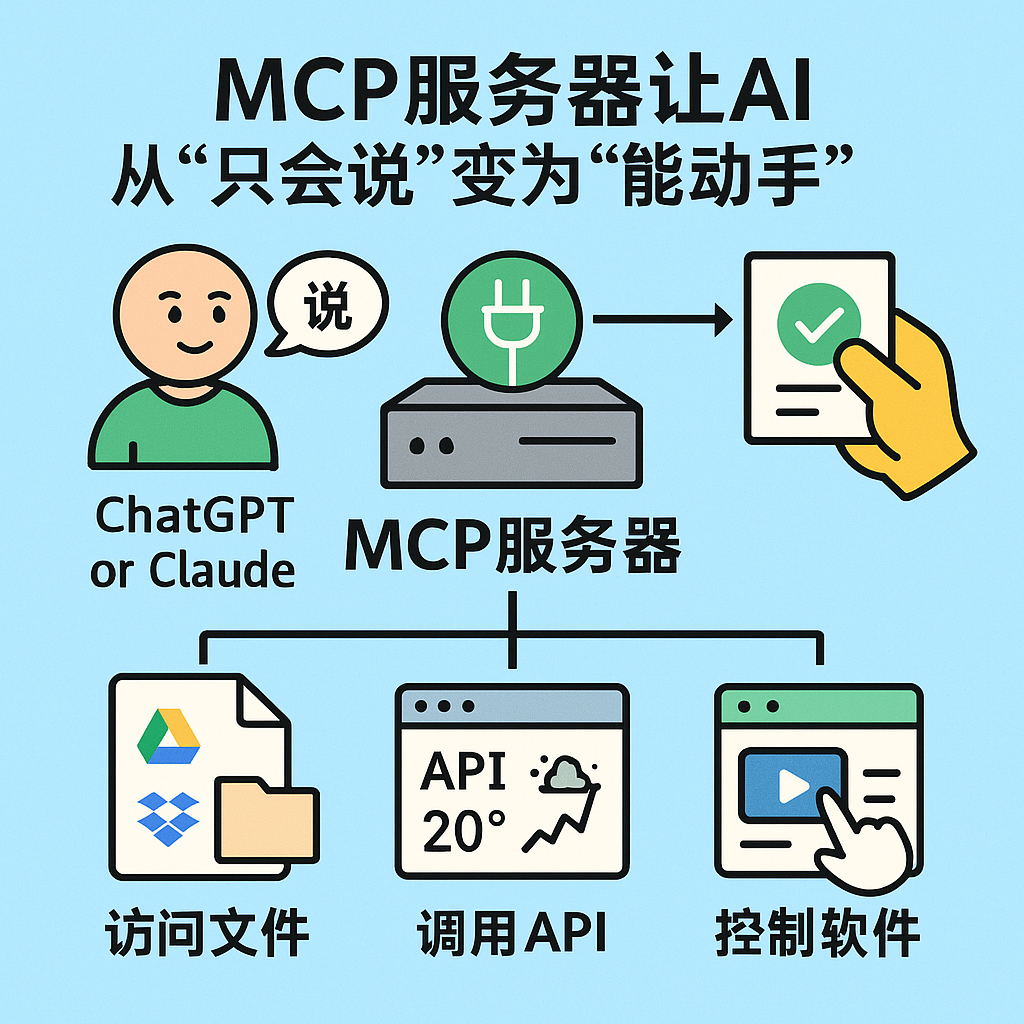 MCP服务器让AI
从“只会说”变为“能动手”
说
ChatGPT
or Claude
MCP服务器
API
20°
访问文件
调用API
控制软件